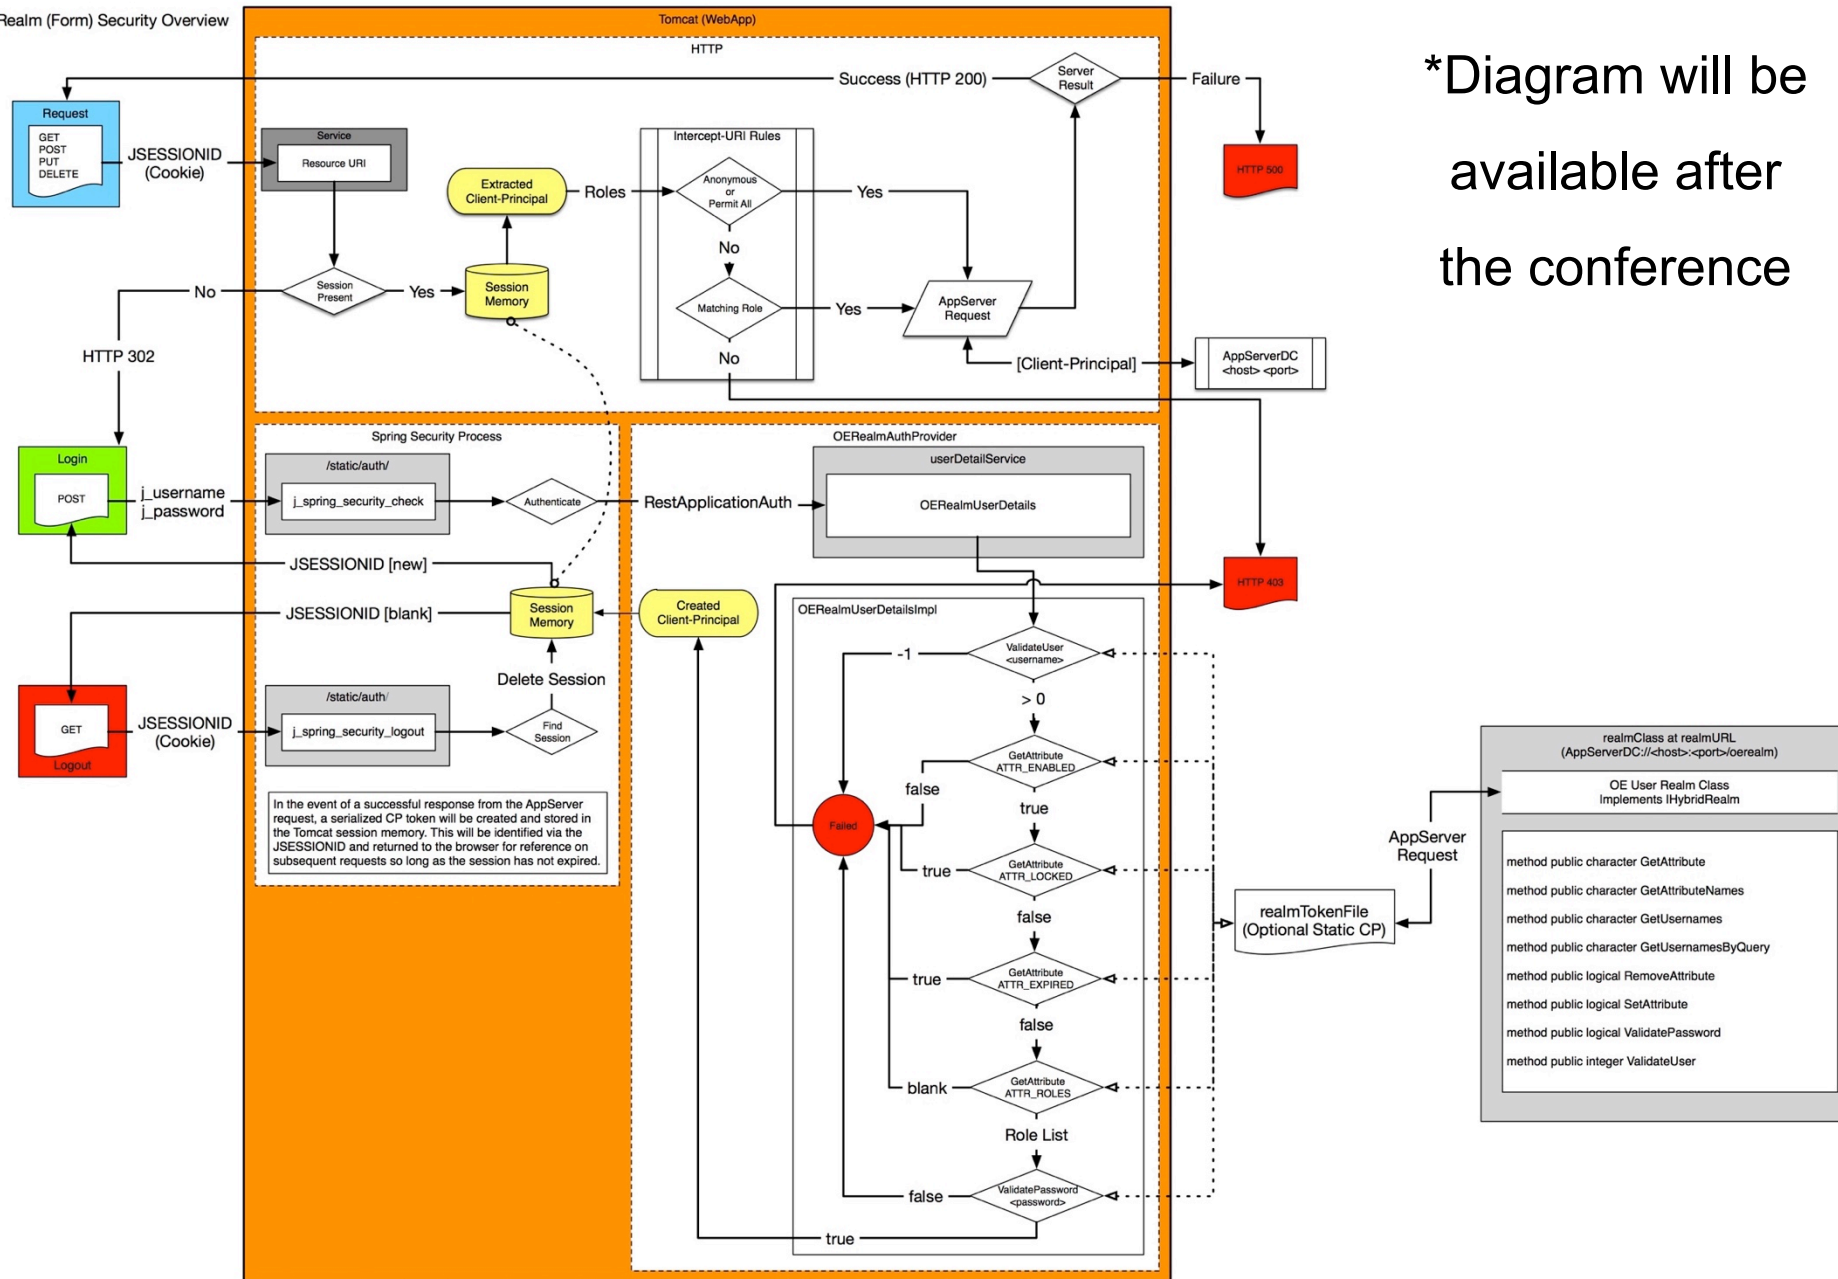 Realm (Form) Security Overview
Tomcat (WebApp)
*Diagram will be
available after
the conference
HTTP
Success (HTTP 200)
Server
Result
Failure
Request
GET
POST
PUT
DELETE
JSESSIONID
(Cookie)
Service
Resource URI
Extracted
Client-Principal
Roles
Intercept-URI Rules
Anonymous
or
Permit All
Yes
No
HTTP 500
No
Session
Present
Yes
Session
Memory
Matching Role
Yes
No
AppServer
Request
HTTP 302
[Client-Principal]
AppServerDC
<host> <port>
Spring Security Process
OERealmAuthProvider
Login
POST
j_username
j_password
/static/auth/
j_spring_security_check
Authenticate
RestApplicationAuth
userDetailService
OERealmUserDetails
JSESSIONID [new]
HTTP 403
JSESSIONID [blank]
Session
Memory
Created
Client-Principal
OERealmUserDetailsImpl
-1
ValidateUser
<username>
> 0
Delete Session
GET
Logout
JSESSIONID
(Cookie)
/static/auth/
j_spring_security_logout
Find
Session
GetAttribute
ATTR_ENABLED
false
true
In the event of a successful response from the AppServer
request, a serialized CP token will be created and stored in
the Tomcat session memory. This will be identified via the
JSESSIONID and returned to the browser for reference on
subsequent requests so long as the session has not expired.
Failed
GetAttribute
ATTR_LOCKED
true
false
GetAttribute
ATTR_EXPIRED
true
false
GetAttribute
ATTR_ROLES
blank
Role List
ValidatePassword
<password>
false
true
realmTokenFile
(Optional Static CP)
AppServer
Request
realmClass at realmURL
(AppServerDC://<host>:<port>/oerealm)
OE User Realm Class
Implements IHybridRealm
method public character GetAttribute
method public character GetAttributeNames
method public character GetUsernames
method public character GetUsernamesByQuery
method public logical RemoveAttribute
method public logical SetAttribute
method public logical ValidatePassword
method public integer ValidateUser